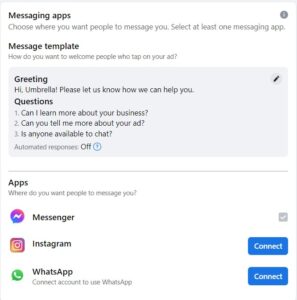 Messaging apps
Choose where you want people to message you. Select at least one messaging app.
Message template
How do you want to welcome people who tap on your ad?
Greeting
Hi, Umbrella! Please let us know how we can help you.
Questions
1. Can I learn more about your business?
2. Can you tell me more about your ad?
3. Is anyone available to chat?
Automated responses: Off
Apps
Where do you want people to message you?
Messenger
Instagram
Connect
WhatsApp
Connect account to use WhatsApp
Connect